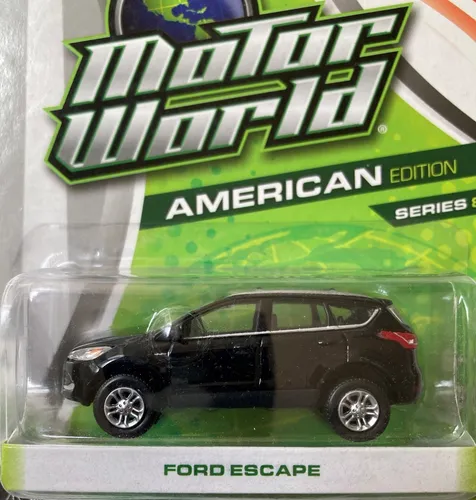 MOTOR
WORLD®
AMERICAN EDITION
SERIES
FORD ESCAPE